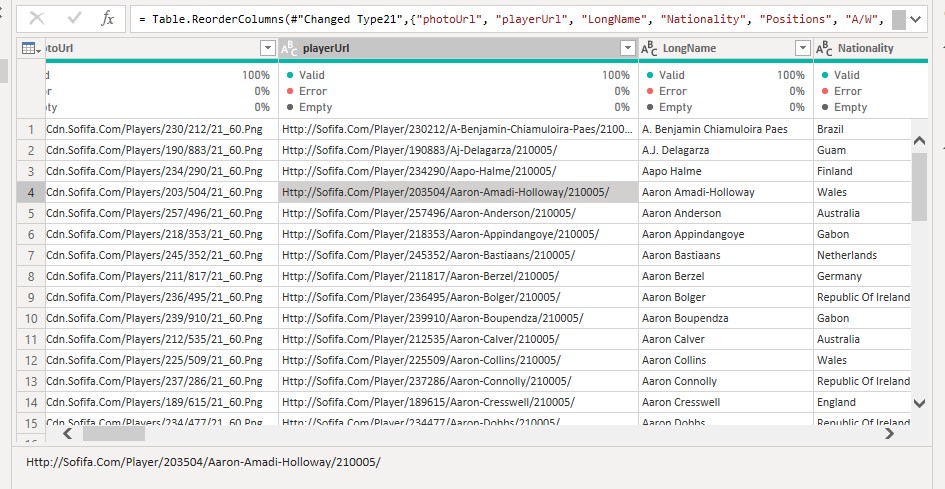 = Table.ReorderColumns(#"Changed Type21",{"photoUrl", "playerUrl", "LongName", "Nationality", "Positions", "A/W",
toUrl playerUrl LongName Nationality
100% Valid 100% Valid 100% Valid
0% Error 0% Error 0% Error
0% Empty 0% Empty 0% Empty
1 Cdn.Sofifa.Com/Players/230/212/21_60.Png Http://Sofifa.Com/Player/230212/A-Benjamin-Chiamuloira-Paes/2100... A. Benjamin Chiamuloira Paes Brazil
2 Cdn.Sofifa.Com/Players/190/883/21_60.Png Http://Sofifa.Com/Player/190883/Aj-Delagarza/210005/ A.J. Delagarza Guam
3 Cdn.Sofifa.Com/Players/234/290/21_60.Png Http://Sofifa.Com/Player/234290/Aapo-Halme/210005/ Aapo Halme Finland
4 Cdn.Sofifa.Com/Players/203/504/21_60.Png Http://Sofifa.Com/Player/203504/Aaron-Amadi-Holloway/210005/ Aaron Amadi-Holloway Wales
5 Cdn.Sofifa.Com/Players/257/496/21_60.Png Http://Sofifa.Com/Player/257496/Aaron-Anderson/210005/ Aaron Anderson Australia
6 Cdn.Sofifa.Com/Players/218/353/21_60.Png Http://Sofifa.Com/Player/218353/Aaron-Appindangoye/210005/ Aaron Appindangoye Gabon
7 Cdn.Sofifa.Com/Players/245/352/21_60.Png Http://Sofifa.Com/Player/245352/Aaron-Bastiaans/210005/ Aaron Bastiaans Netherlands
8 Cdn.Sofifa.Com/Players/211/817/21_60.Png Http://Sofifa.Com/Player/211817/Aaron-Berzel/210005/ Aaron Berzel Germany
9 Cdn.Sofifa.Com/Players/236/495/21_60.Png Http://Sofifa.Com/Player/236495/Aaron-Bolger/210005/ Aaron Bolger Republic Of Ireland
10 Cdn.Sofifa.Com/Players/239/910/21_60.Png Http://Sofifa.Com/Player/239910/Aaron-Boupendza/210005/ Aaron Boupendza Gabon
11 Cdn.Sofifa.Com/Players/212/535/21_60.Png Http://Sofifa.Com/Player/212535/Aaron-Calver/210005/ Aaron Calver Australia
12 Cdn.Sofifa.Com/Players/225/509/21_60.Png Http://Sofifa.Com/Player/225509/Aaron-Collins/210005/ Aaron Collins Wales
13 Cdn.Sofifa.Com/Players/237/286/21_60.Png Http://Sofifa.Com/Player/237286/Aaron-Connolly/210005/ Aaron Connolly Republic Of Ireland
14 Cdn.Sofifa.Com/Players/189/615/21_60.Png Http://Sofifa.Com/Player/189615/Aaron-Cresswell/210005/ Aaron Cresswell England
15 Cdn.Sofifa.Com/Players/234/477/21_60.Png Http://Sofifa.Com/Player/234477/Aaron-Dobbs/210005/ Aaron Dobbs Republic Of Ireland
Http://Sofifa.Com/Player/203504/Aaron-Amadi-Holloway/210005/